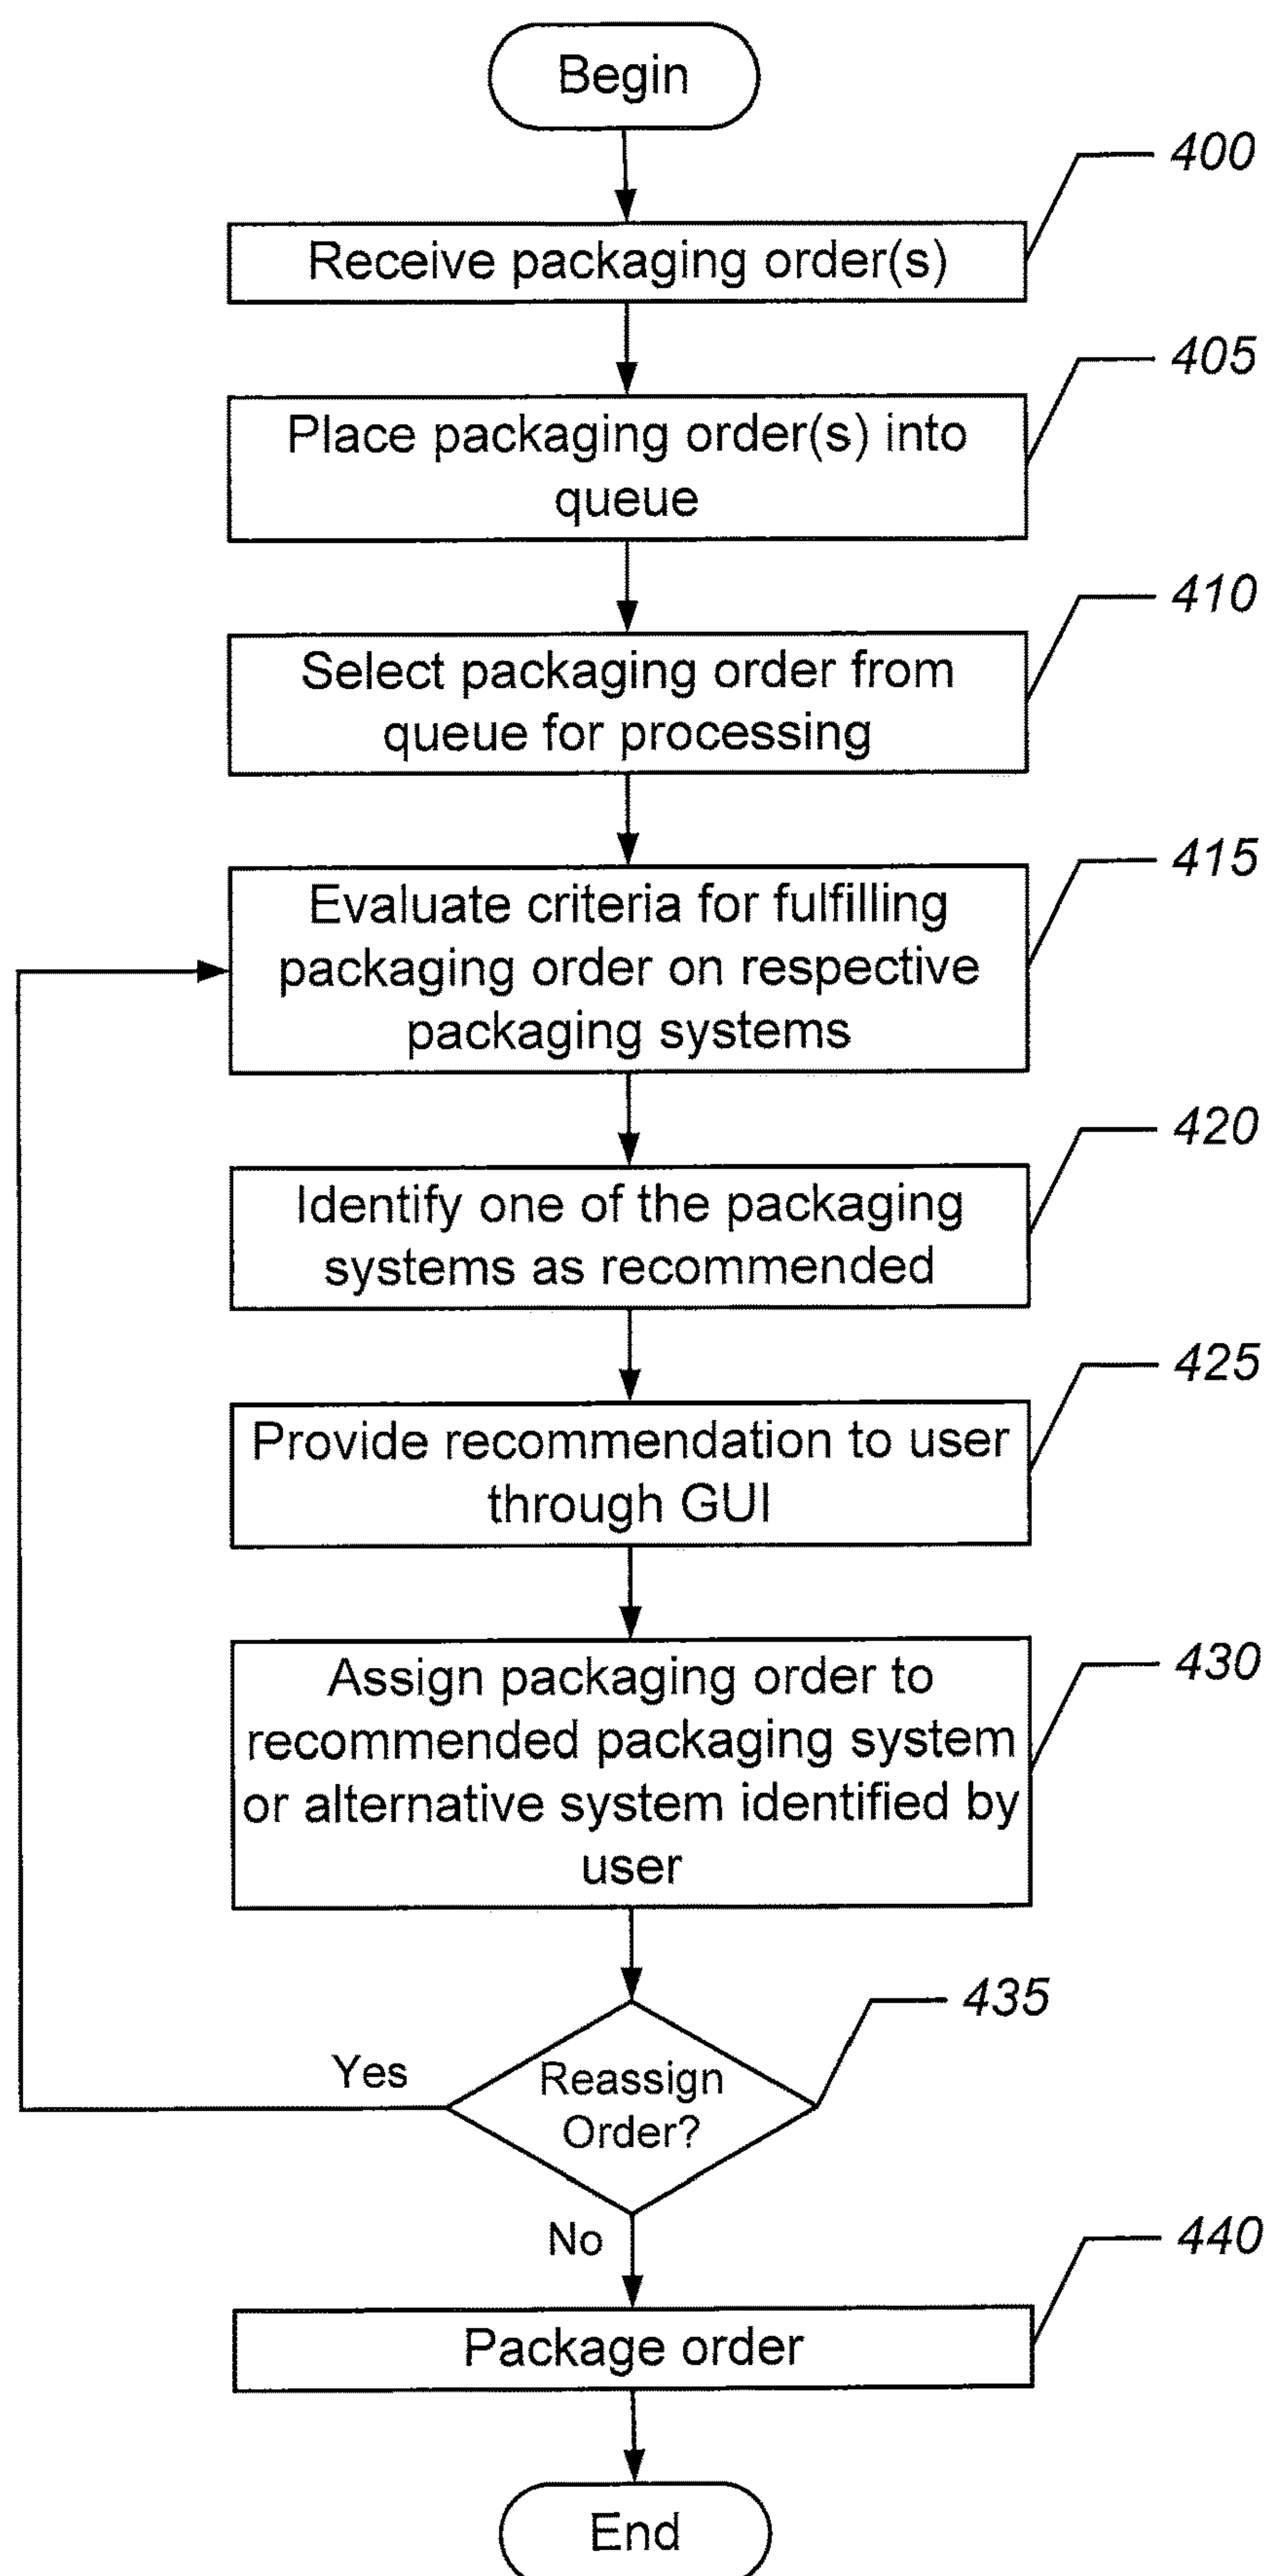 Begin
400
Receive packaging order(s)
405
Place packaging order(s) into
queue
410
Select packaging order from
queue for processing
415
Evaluate criteria for fulfilling
packaging order on respective
packaging systems
420
Identify one of the packaging
systems as recommended
425
Provide recommendation to user
through GUI
430
Assign packaging order to
recommended packaging system
or alternative system identified by
user
435
Yes
Reassign
Order?
No
440
Package order
End